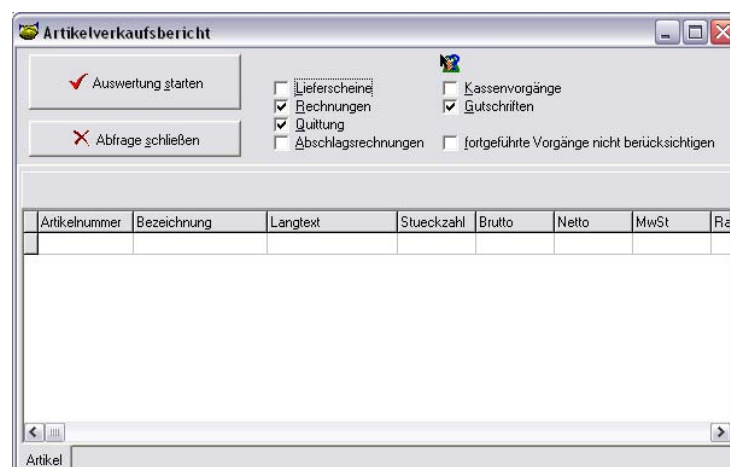 Artikelverkaufsbericht
Auswertung starten
Abfrage schließen
Lieferscheine
Rechnungen
Quittung
Abschlagsrechnungen
Kassenvorgänge
Gutschriften
fortgeführte Vorgänge nicht berücksichtigen
Artikelnummer Bezeichnung Langtext Stueckzahl Brutto Netto MwSt Ra
Artikel